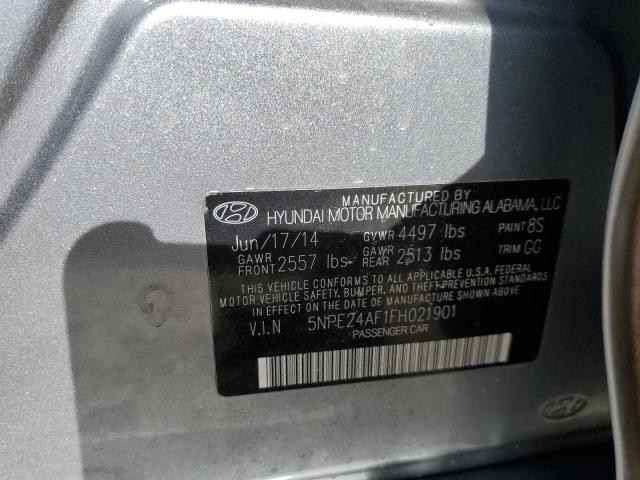 MANUFACTURED BY
HYUNDAI MOTOR MANUFACTURING ALABAMA, LLC
Jun/17/14 GVWR 4497 lbs PAINT 8S
GAWR FRONT 2557 lbs GAWR REAR 2513 lbs TRIM GG
THIS VEHICLE CONFORMS TO ALL APPLICABLE U.S.A. FEDERAL
MOTOR VEHICLE SAFETY, BUMPER, AND THEFT PREVENTION STANDARDS
IN EFFECT ON THE DATE OF MANUFACTURE SHOWN ABOVE.
V.I.N 5NPE24AF1FH021901
PASSENGER CAR